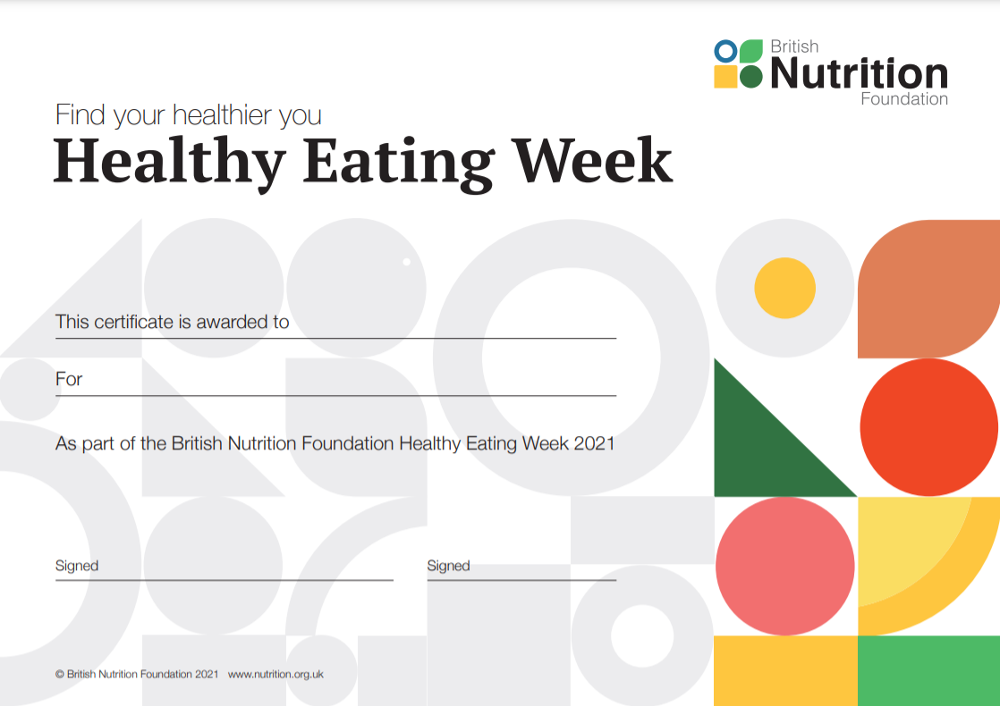 British
Nutrition
Foundation
Find your healthier you
Healthy Eating Week
This certificate is awarded to
For
As part of the British Nutrition Foundation Healthy Eating Week 2021
Signed
Signed
© British Nutrition Foundation 2021 www.nutrition.org.uk